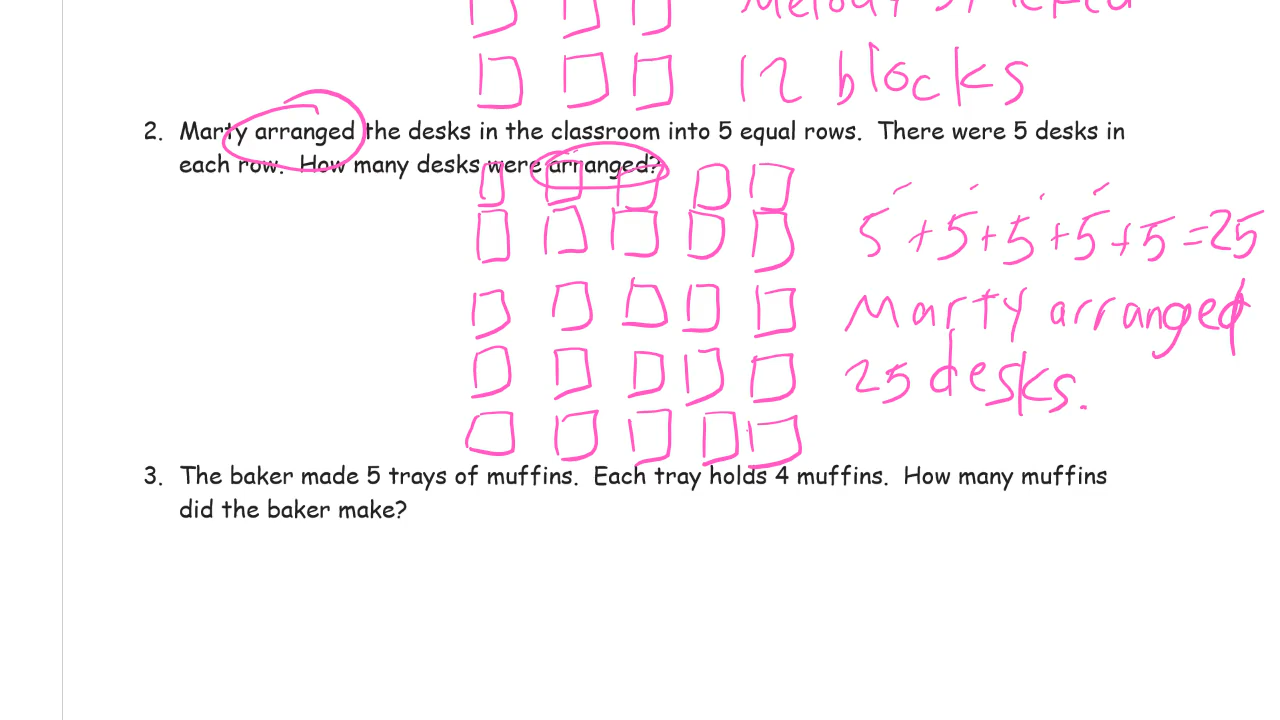 12 blocks
2. Marty arranged the desks in the classroom into 5 equal rows. There were 5 desks in
each row. How many desks were arranged?
5+5+5+5+5=25
Marty arranged
25 desks.
3. The baker made 5 trays of muffins. Each tray holds 4 muffins. How many muffins
did the baker make?